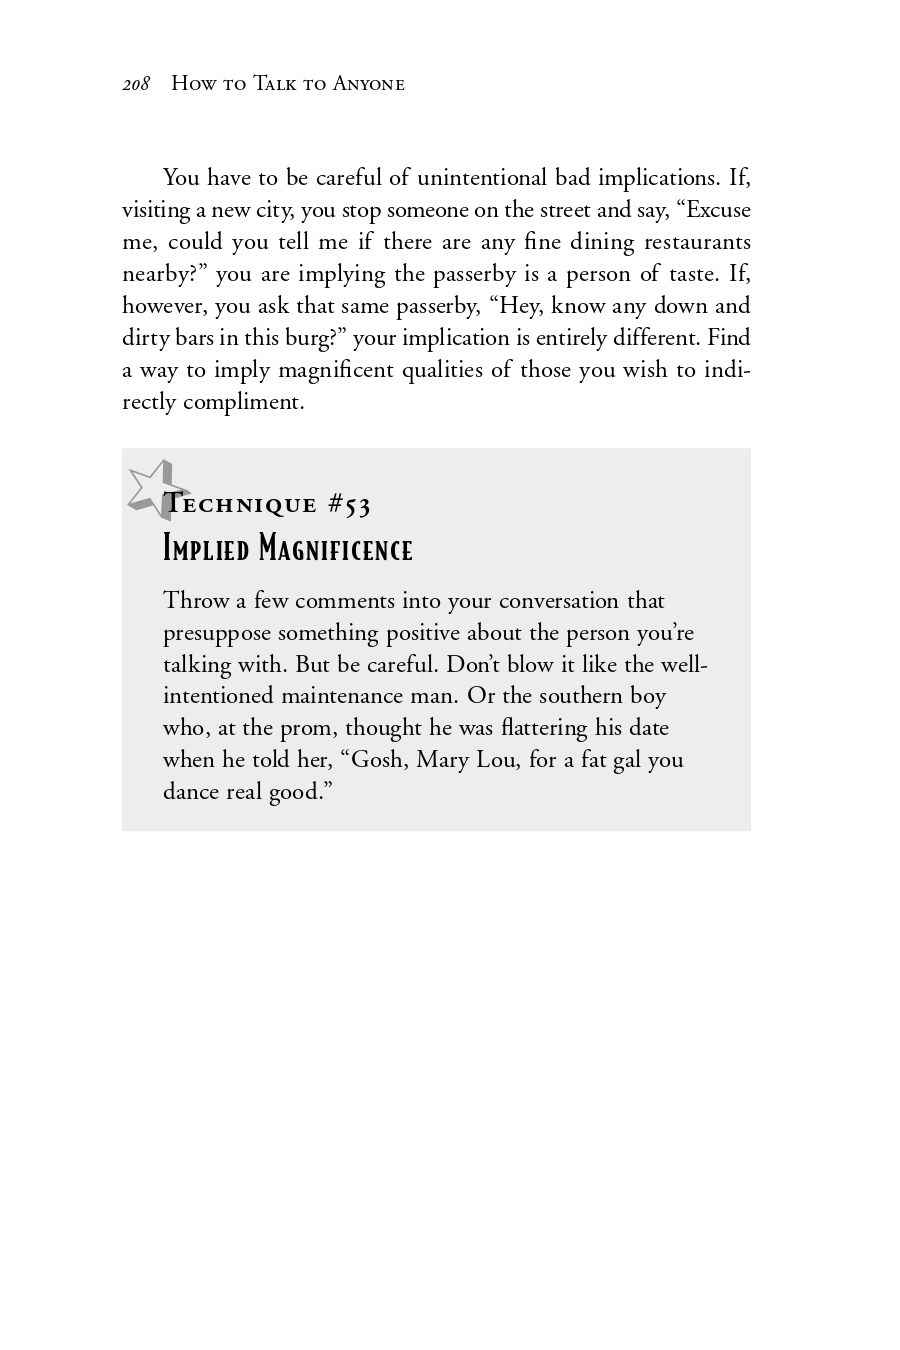 208 How to Talk to Anyone
You have to be careful of unintentional bad implications. If,
visiting a new city, you stop someone on the street and say, “Excuse
me, could you tell me if there are any fine dining restaurants
nearby?” you are implying the passerby is a person of taste. If,
however, you ask that same passerby, “Hey, know any down and
dirty bars in this burg?” your implication is entirely different. Find
a way to imply magnificent qualities of those you wish to indi-
rectly compliment.
Technique #53
Implied Magnificence
Throw a few comments into your conversation that
presuppose something positive about the person you’re
talking with. But be careful. Don’t blow it like the well-
intentioned maintenance man. Or the southern boy
who, at the prom, thought he was flattering his date
when he told her, “Gosh, Mary Lou, for a fat gal you
dance real good.”